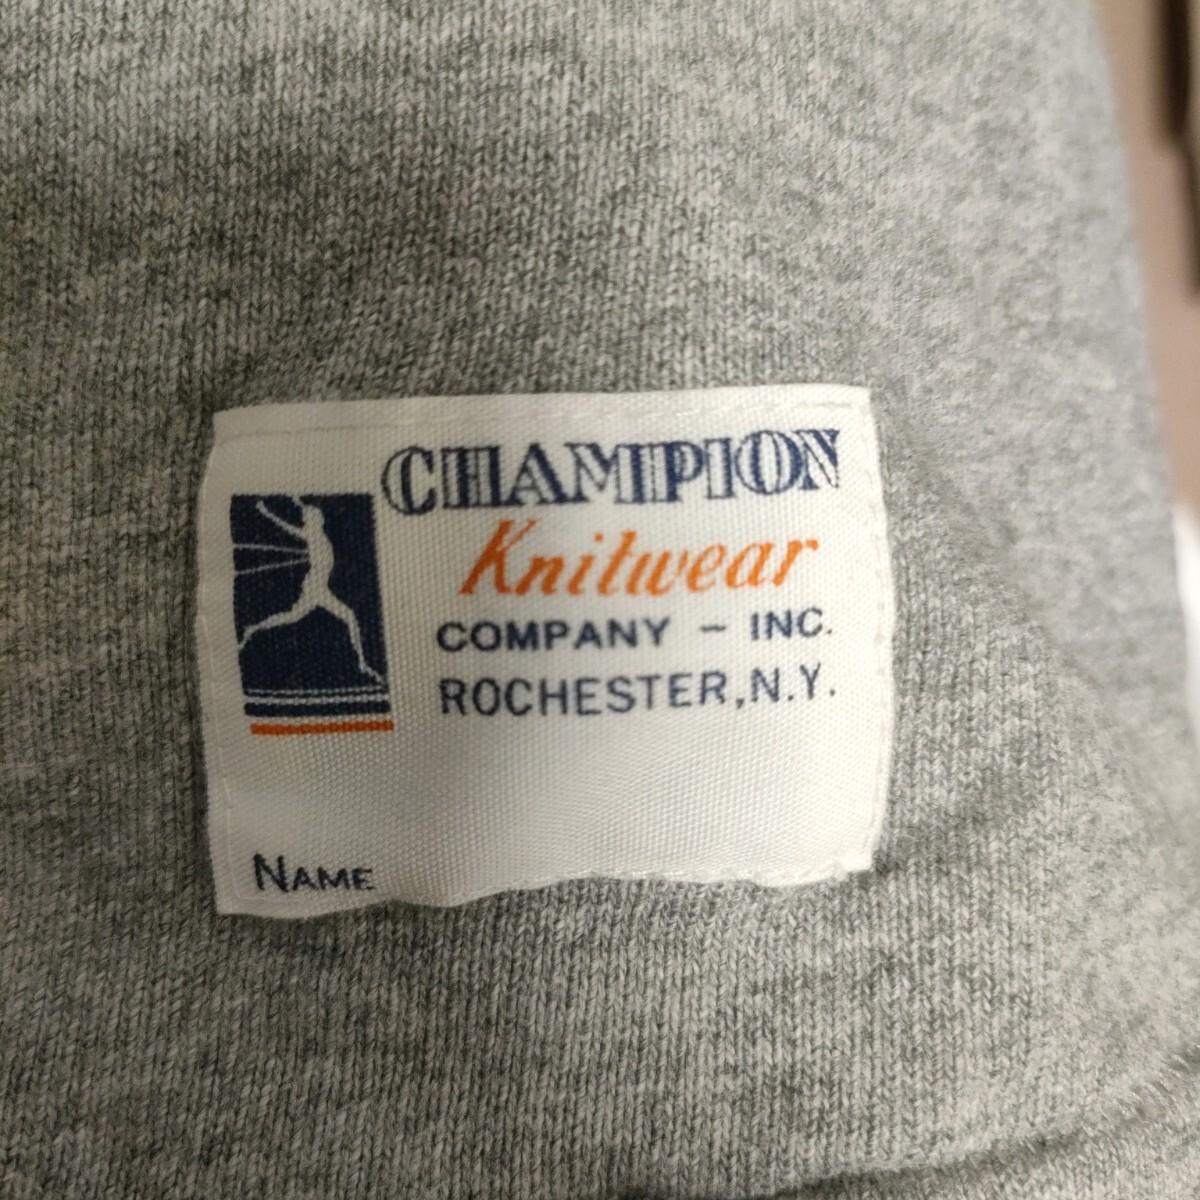 CHAMPION
Knitwear
COMPANY – INC.
ROCHESTER, N.Y.
NAME